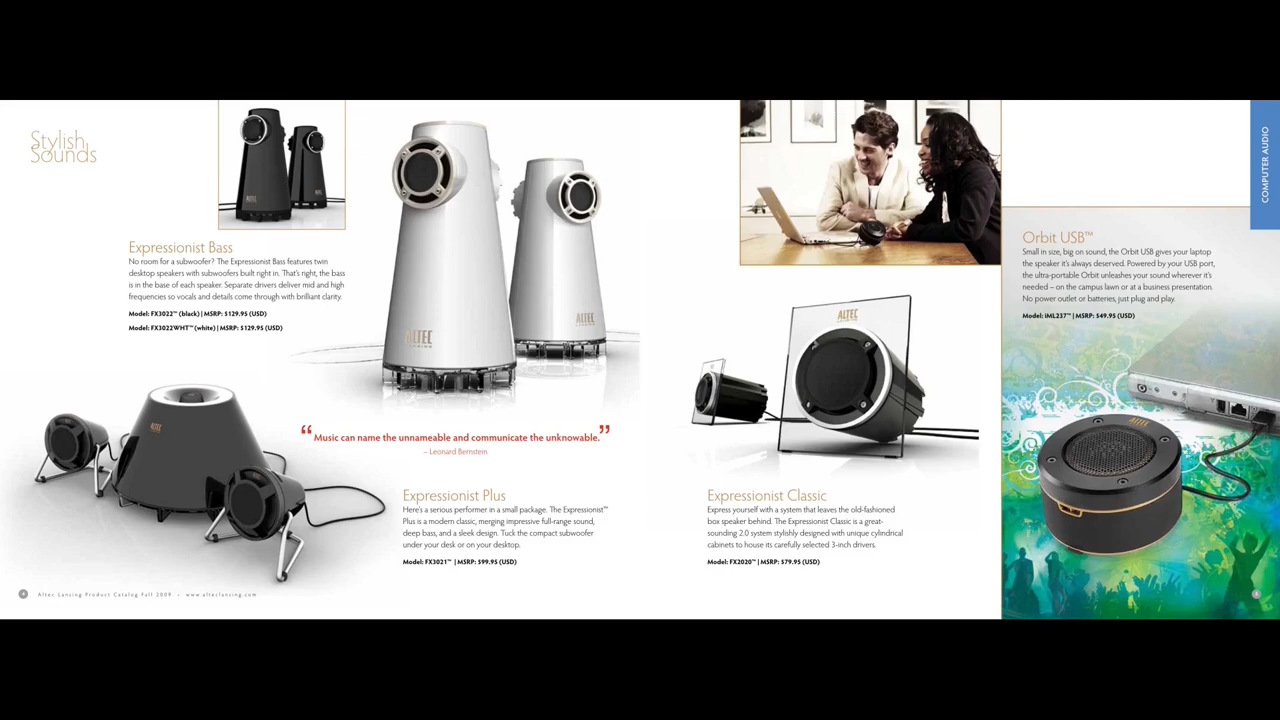 Stylish
Sounds
ALTEC
Expressionist Bass
No room for a subwoofer? The Expressionist Bass features twin
desktop speakers with subwoofers built right in. That's right, the bass
is in the base of each speaker. Separate drivers deliver mid and high
frequencies so vocals and details come through with brilliant clarity.
Model: FX3022™ (black) | MSRP: $129.95 (USD)
Model: FX3022WHT™ (white) | MSRP: $129.95 (USD)
ALTEC
LANSING
ALTEC
ALTEC
“Music can name the unnameable and communicate the unknowable.”
– Leonard Bernstein
Expressionist Plus
Here's a serious performer in a small package. The Expressionist™
Plus is a modern classic, merging impressive full-range sound,
deep bass, and a sleek design. Tuck the compact subwoofer
under your desk or on your desktop.
Model: FX3021™ | MSRP: $99.95 (USD)
4 Altec Lansing Product Catalog Fall 2009 • www.alteclansing.com
ALTEC
LANSING
Expressionist Classic
Express yourself with a system that leaves the old-fashioned
box speaker behind. The Expressionist Classic is a great-
sounding 2.0 system stylishly designed with unique cylindrical
cabinets to house its carefully selected 3-inch drivers.
Model: FX2020™ | MSRP: $79.95 (USD)
COMPUTER AUDIO
Orbit USB™
Small in size, big on sound, the Orbit USB gives your laptop
the speaker it's always deserved. Powered by your USB port,
the ultra-portable Orbit unleashes your sound wherever it's
needed – on the campus lawn or at a business presentation.
No power outlet or batteries, just plug and play.
Model: iML237™ | MSRP: $49.95 (USD)
ALTEC